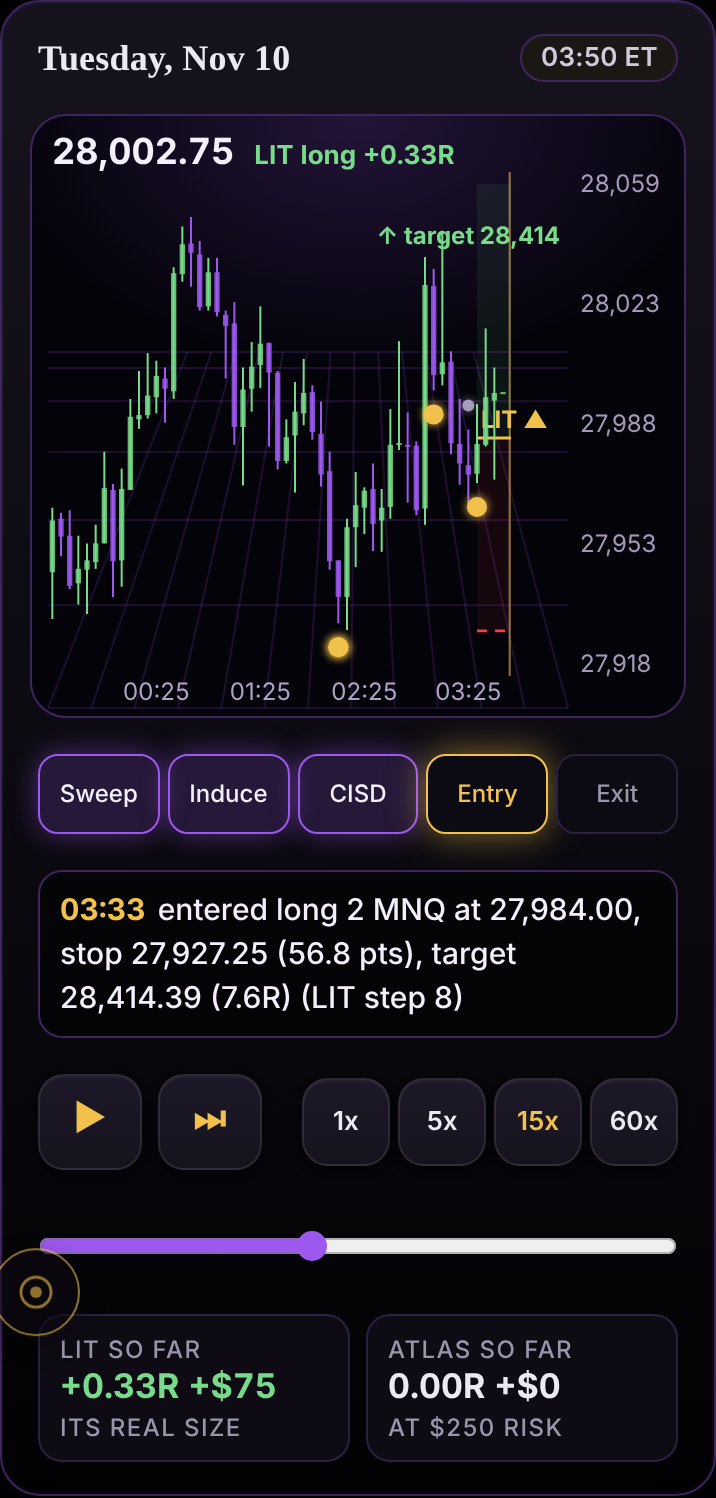 Tuesday, Nov 10
03:50 ET
28,002.75 LIT long +0.33R
28,059
↑ target 28,414
28,023
LIT ▲
27,988
27,953
27,918
00:25 01:25 02:25 03:25
Sweep
Induce
CISD
Entry
Exit
03:33 entered long 2 MNQ at 27,984.00,
stop 27,927.25 (56.8 pts), target
28,414.39 (7.6R) (LIT step 8)
1x
5x
15x
60x
LIT SO FAR
+0.33R +$75
ITS REAL SIZE
ATLAS SO FAR
0.00R +$0
AT $250 RISK